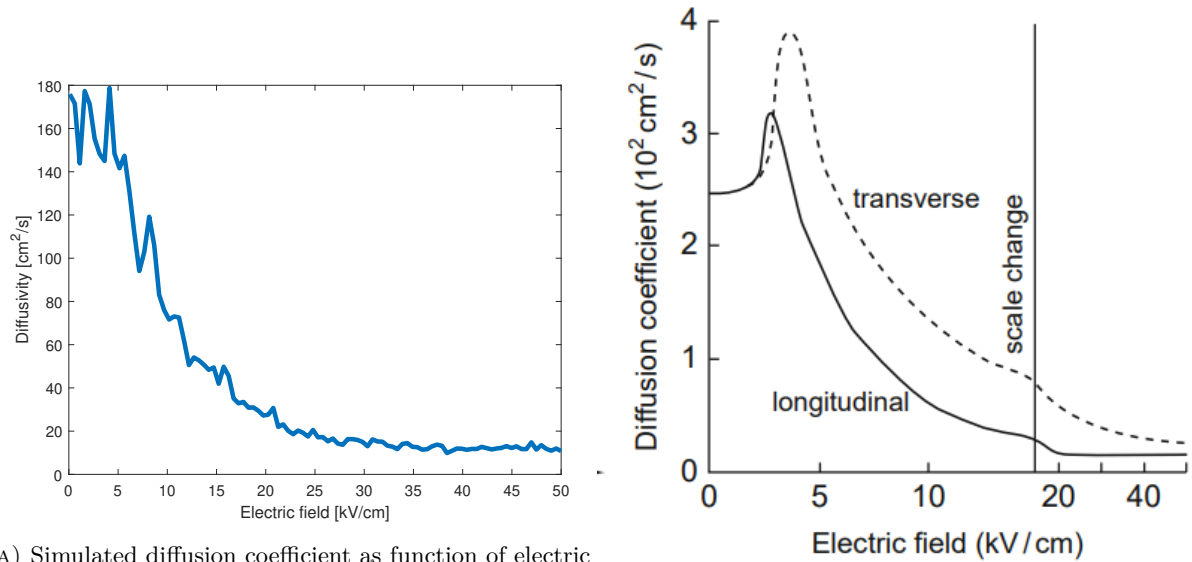 180
160
140
120
100
80
60
40
20
0
Diffusivity [cm²/s]
0 5 10 15 20 25 30 35 40 45 50
Electric field [kV/cm]
A) Simulated diffusion coefficient as function of electric
4
3
2
1
0
Diffusion coefficient (10² cm²/s)
transverse
longitudinal
scale change
0 5 10 20 40
Electric field (kV/cm)